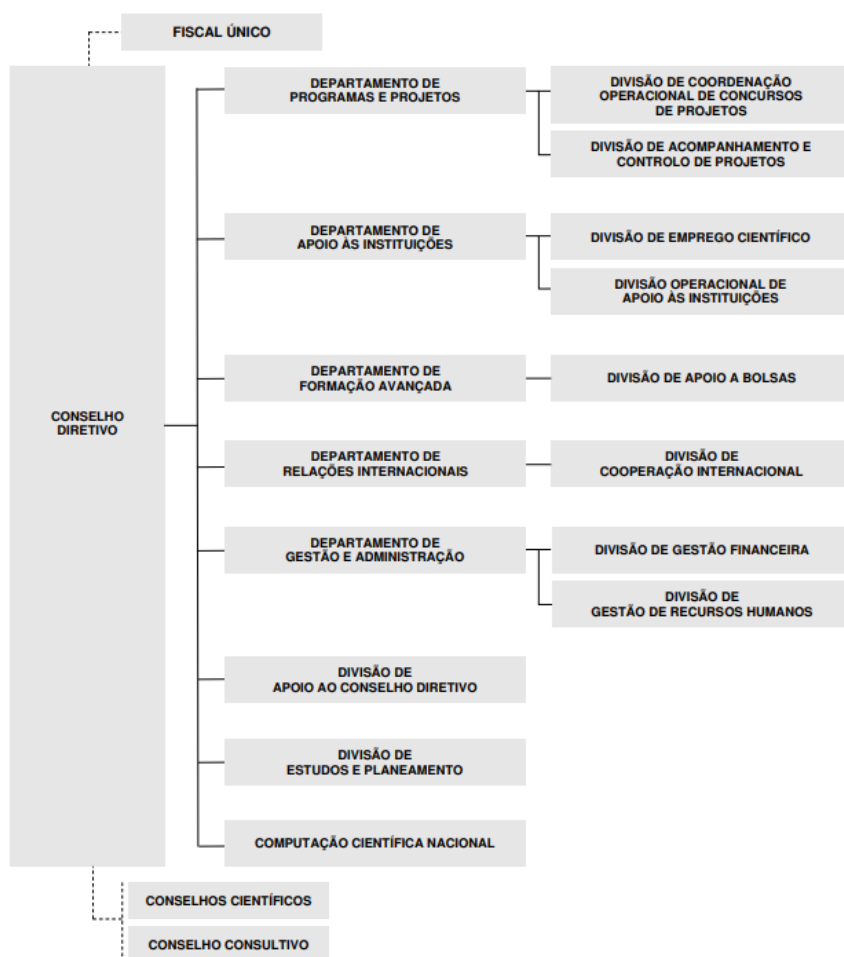 FISCAL ÚNICO
DEPARTAMENTO DE
PROGRAMAS E PROJETOS
DIVISÃO DE COORDENAÇÃO
OPERACIONAL DE CONCURSOS
DE PROJETOS
DIVISÃO DE ACOMPANHAMENTO E
CONTROLO DE PROJETOS
DEPARTAMENTO DE
APOIO ÀS INSTITUIÇÕES
DIVISÃO DE EMPREGO CIENTÍFICO
DIVISÃO OPERACIONAL DE
APOIO ÀS INSTITUIÇÕES
DEPARTAMENTO DE
FORMAÇÃO AVANÇADA
DIVISÃO DE APOIO A BOLSAS
CONSELHO
DIRETIVO
DEPARTAMENTO DE
RELAÇÕES INTERNACIONAIS
DIVISÃO DE
COOPERAÇÃO INTERNACIONAL
DEPARTAMENTO DE
GESTÃO E ADMINISTRAÇÃO
DIVISÃO DE GESTÃO FINANCEIRA
DIVISÃO DE
GESTÃO DE RECURSOS HUMANOS
DIVISÃO DE
APOIO AO CONSELHO DIRETIVO
DIVISÃO DE
ESTUDOS E PLANEAMENTO
COMPUTAÇÃO CIENTÍFICA NACIONAL
CONSELHOS CIENTÍFICOS
CONSELHO CONSULTIVO